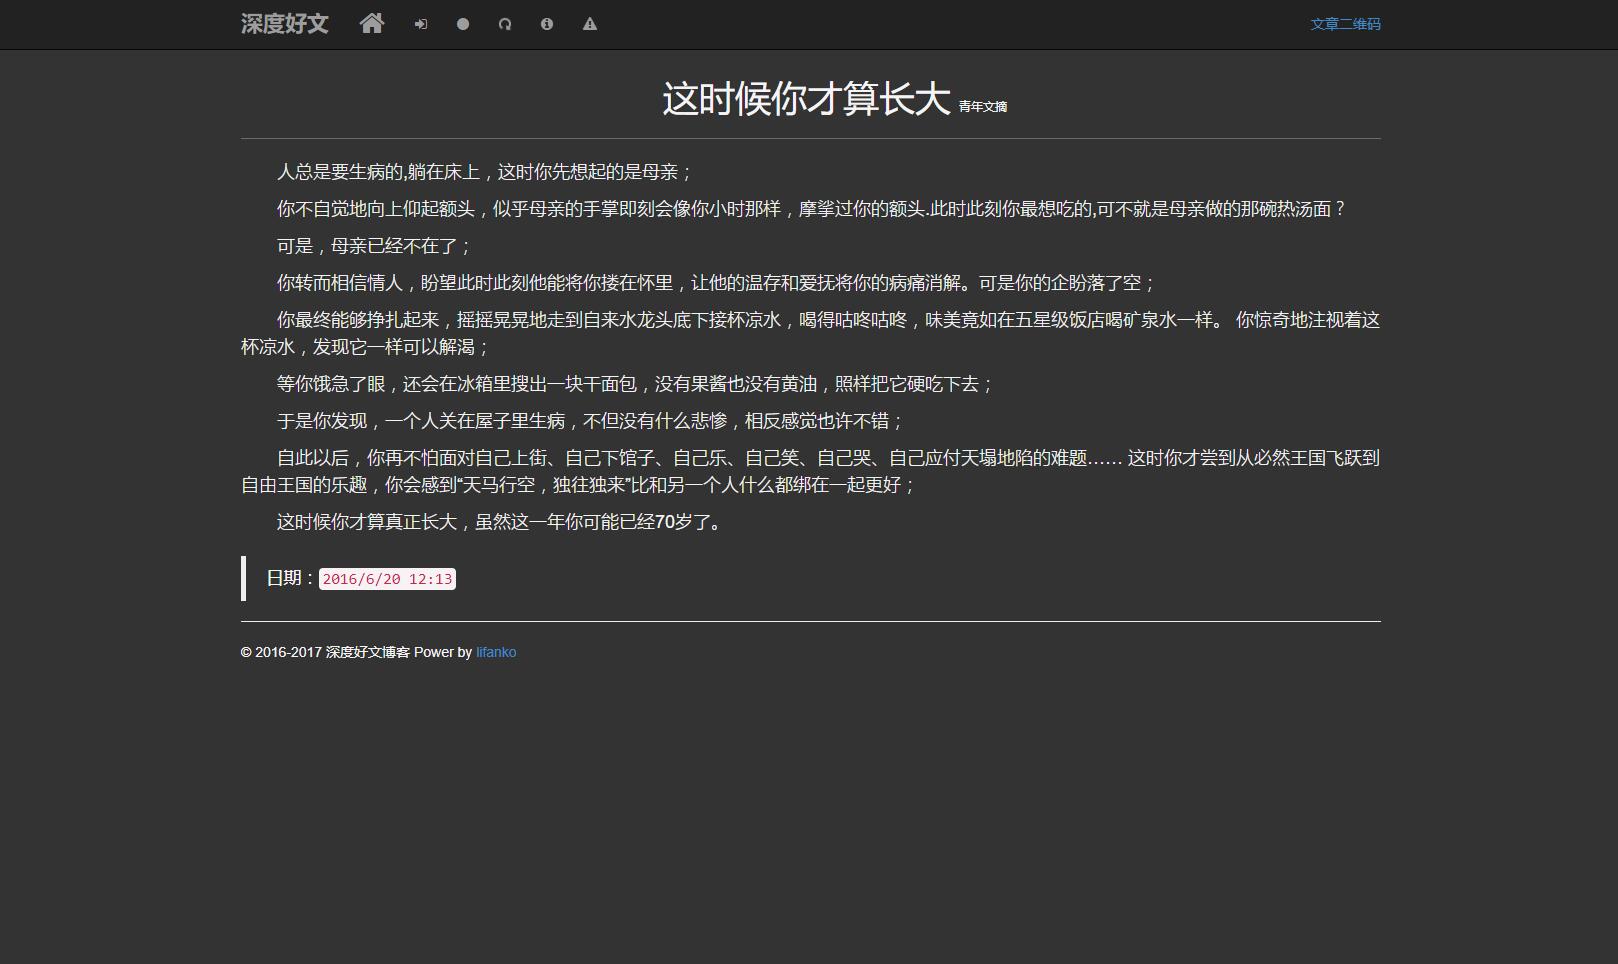 深度好文
文章二维码
这时候你才算长大 青年文摘
人总是要生病的,躺在床上，这时你先想起的是母亲；
你不自觉地向上仰起额头，似乎母亲的手掌即刻会像你小时那样，摩挲过你的额头.此时此刻你最想吃的,可不就是母亲做的那碗热汤面？
可是，母亲已经不在了；
你转而相信情人，盼望此时此刻他能将你搂在怀里，让他的温存和爱抚将你的病痛消解。可是你的企盼落了空；
你最终能够挣扎起来，摇摇晃晃地走到自来水龙头底下接杯凉水，喝得咕咚咕咚，味美竟如在五星级饭店喝矿泉水一样。 你惊奇地注视着这
杯凉水，发现它一样可以解渴；
等你饿急了眼，还会在冰箱里搜出一块干面包，没有果酱也没有黄油，照样把它硬吃下去；
于是你发现，一个人关在屋子里生病，不但没有什么悲惨，相反感觉也许不错；
自此以后，你再不怕面对自己上街、自己下馆子、自己乐、自己笑、自己哭、自己应付天塌地陷的难题…… 这时你才尝到从必然王国飞跃到
自由王国的乐趣，你会感到“天马行空，独往独来”比和另一个人什么都绑在一起更好；
这时候你才算真正长大，虽然这一年你可能已经70岁了。
日期：2016/6/20 12:13
© 2016-2017 深度好文博客 Power by lifanko